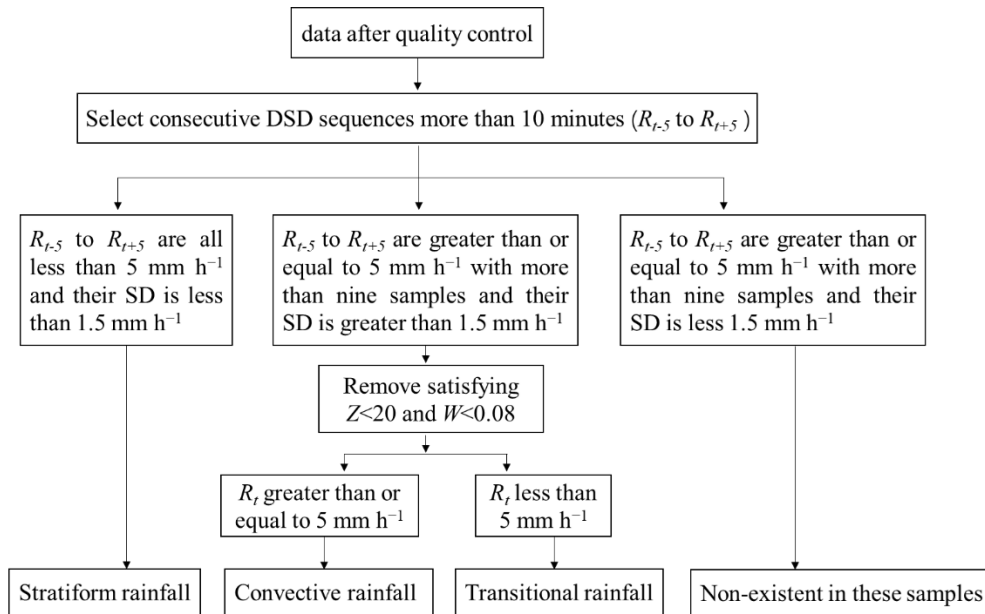 data after quality control
Select consecutive DSD sequences more than 10 minutes (Rt-5 to Rt+5 )
Rt-5 to Rt+5 are all
less than 5 mm h−1
and their SD is less
than 1.5 mm h−1
Rt-5 to Rt+5 are greater than or
equal to 5 mm h−1 with more
than nine samples and their
SD is greater than 1.5 mm h−1
Rt-5 to Rt+5 are greater than or
equal to 5 mm h−1 with more
than nine samples and their
SD is less 1.5 mm h−1
Remove satisfying
Z<20 and W<0.08
Rt greater than or
equal to 5 mm h−1
Rt less than
5 mm h−1
Stratiform rainfall
Convective rainfall
Transitional rainfall
Non-existent in these samples